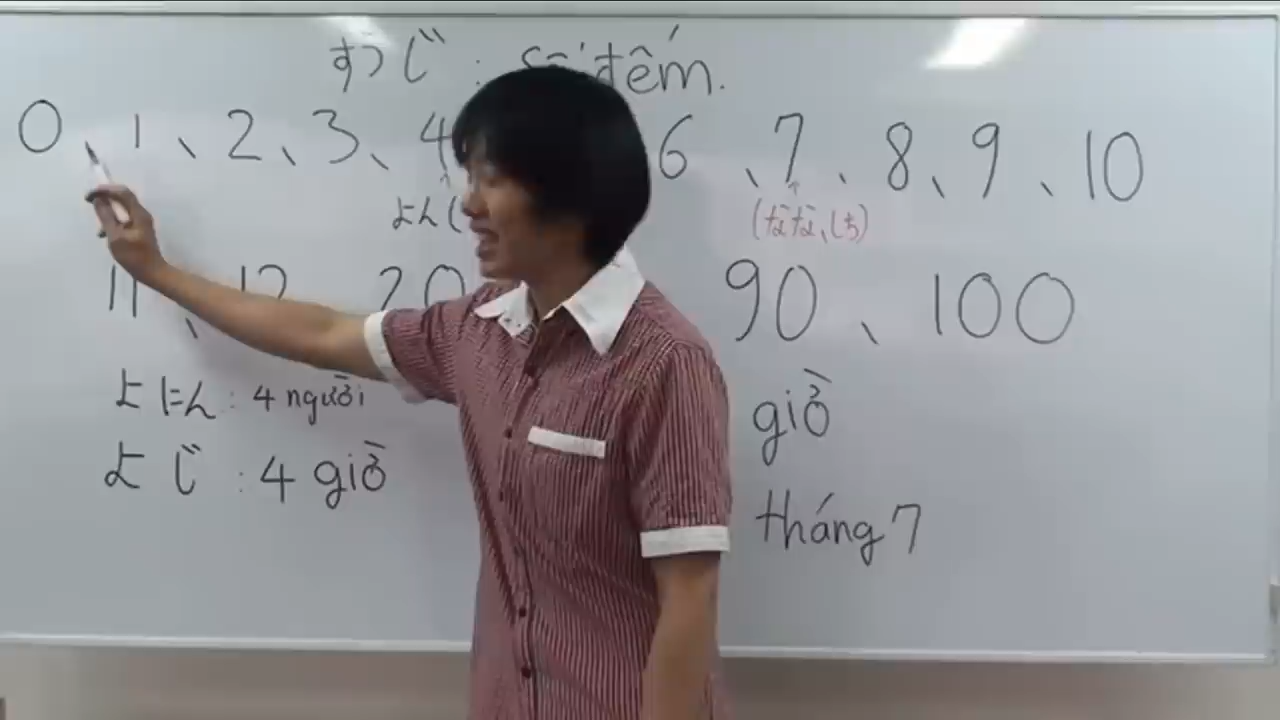 すうじ : số đếm.
0 、1、2、3、4 6 、7、8、9、10
よん( (なな、しち)
11、12 20 90、100
よにん : 4 người
よじ : 4 giờ giờ
tháng 7